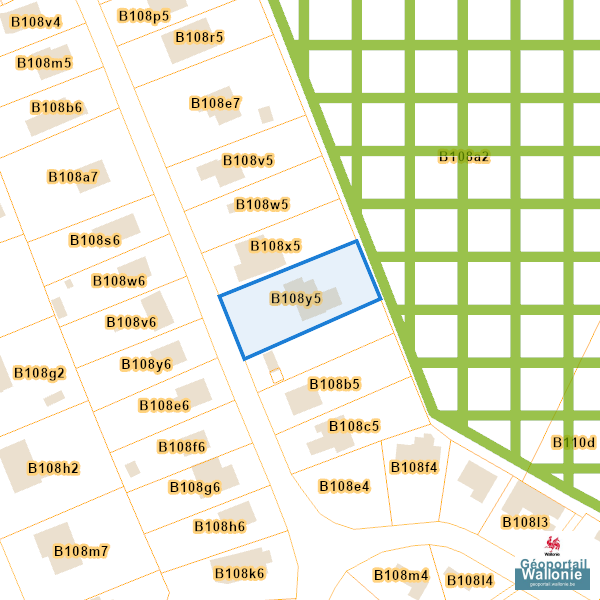 B108v4
B108p5
B108r5
B108m5
B108b6
B108e7
B108a2
B108v5
B108a7
B108w5
B108s6
B108x5
B108w6
B108y5
B108v6
B108y6
B108g2
B108b5
B108e6
B108c5
B110d
B108f6
B108h2
B108f4
B108g6
B108e4
B108l3
B108h6
B108m7
Wallonie
Géoportail
Wallonie
geoportail.wallonie.be
B108k6
B108m4
B108l4